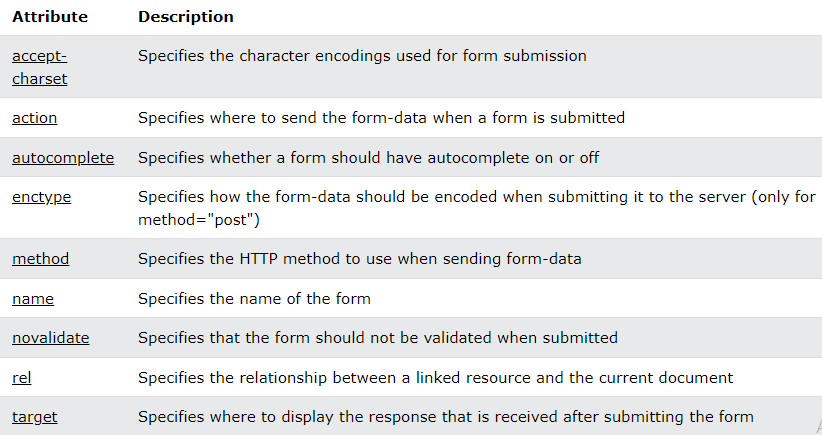 Attribute Description
accept- Specifies the character encodings used for form submission
charset
action Specifies where to send the form-data when a form is submitted
autocomplete Specifies whether a form should have autocomplete on or off
enctype Specifies how the form-data should be encoded when submitting it to the server (only for
method="post")
method Specifies the HTTP method to use when sending form-data
name Specifies the name of the form
novalidate Specifies that the form should not be validated when submitted
rel Specifies the relationship between a linked resource and the current document
target Specifies where to display the response that is received after submitting the form